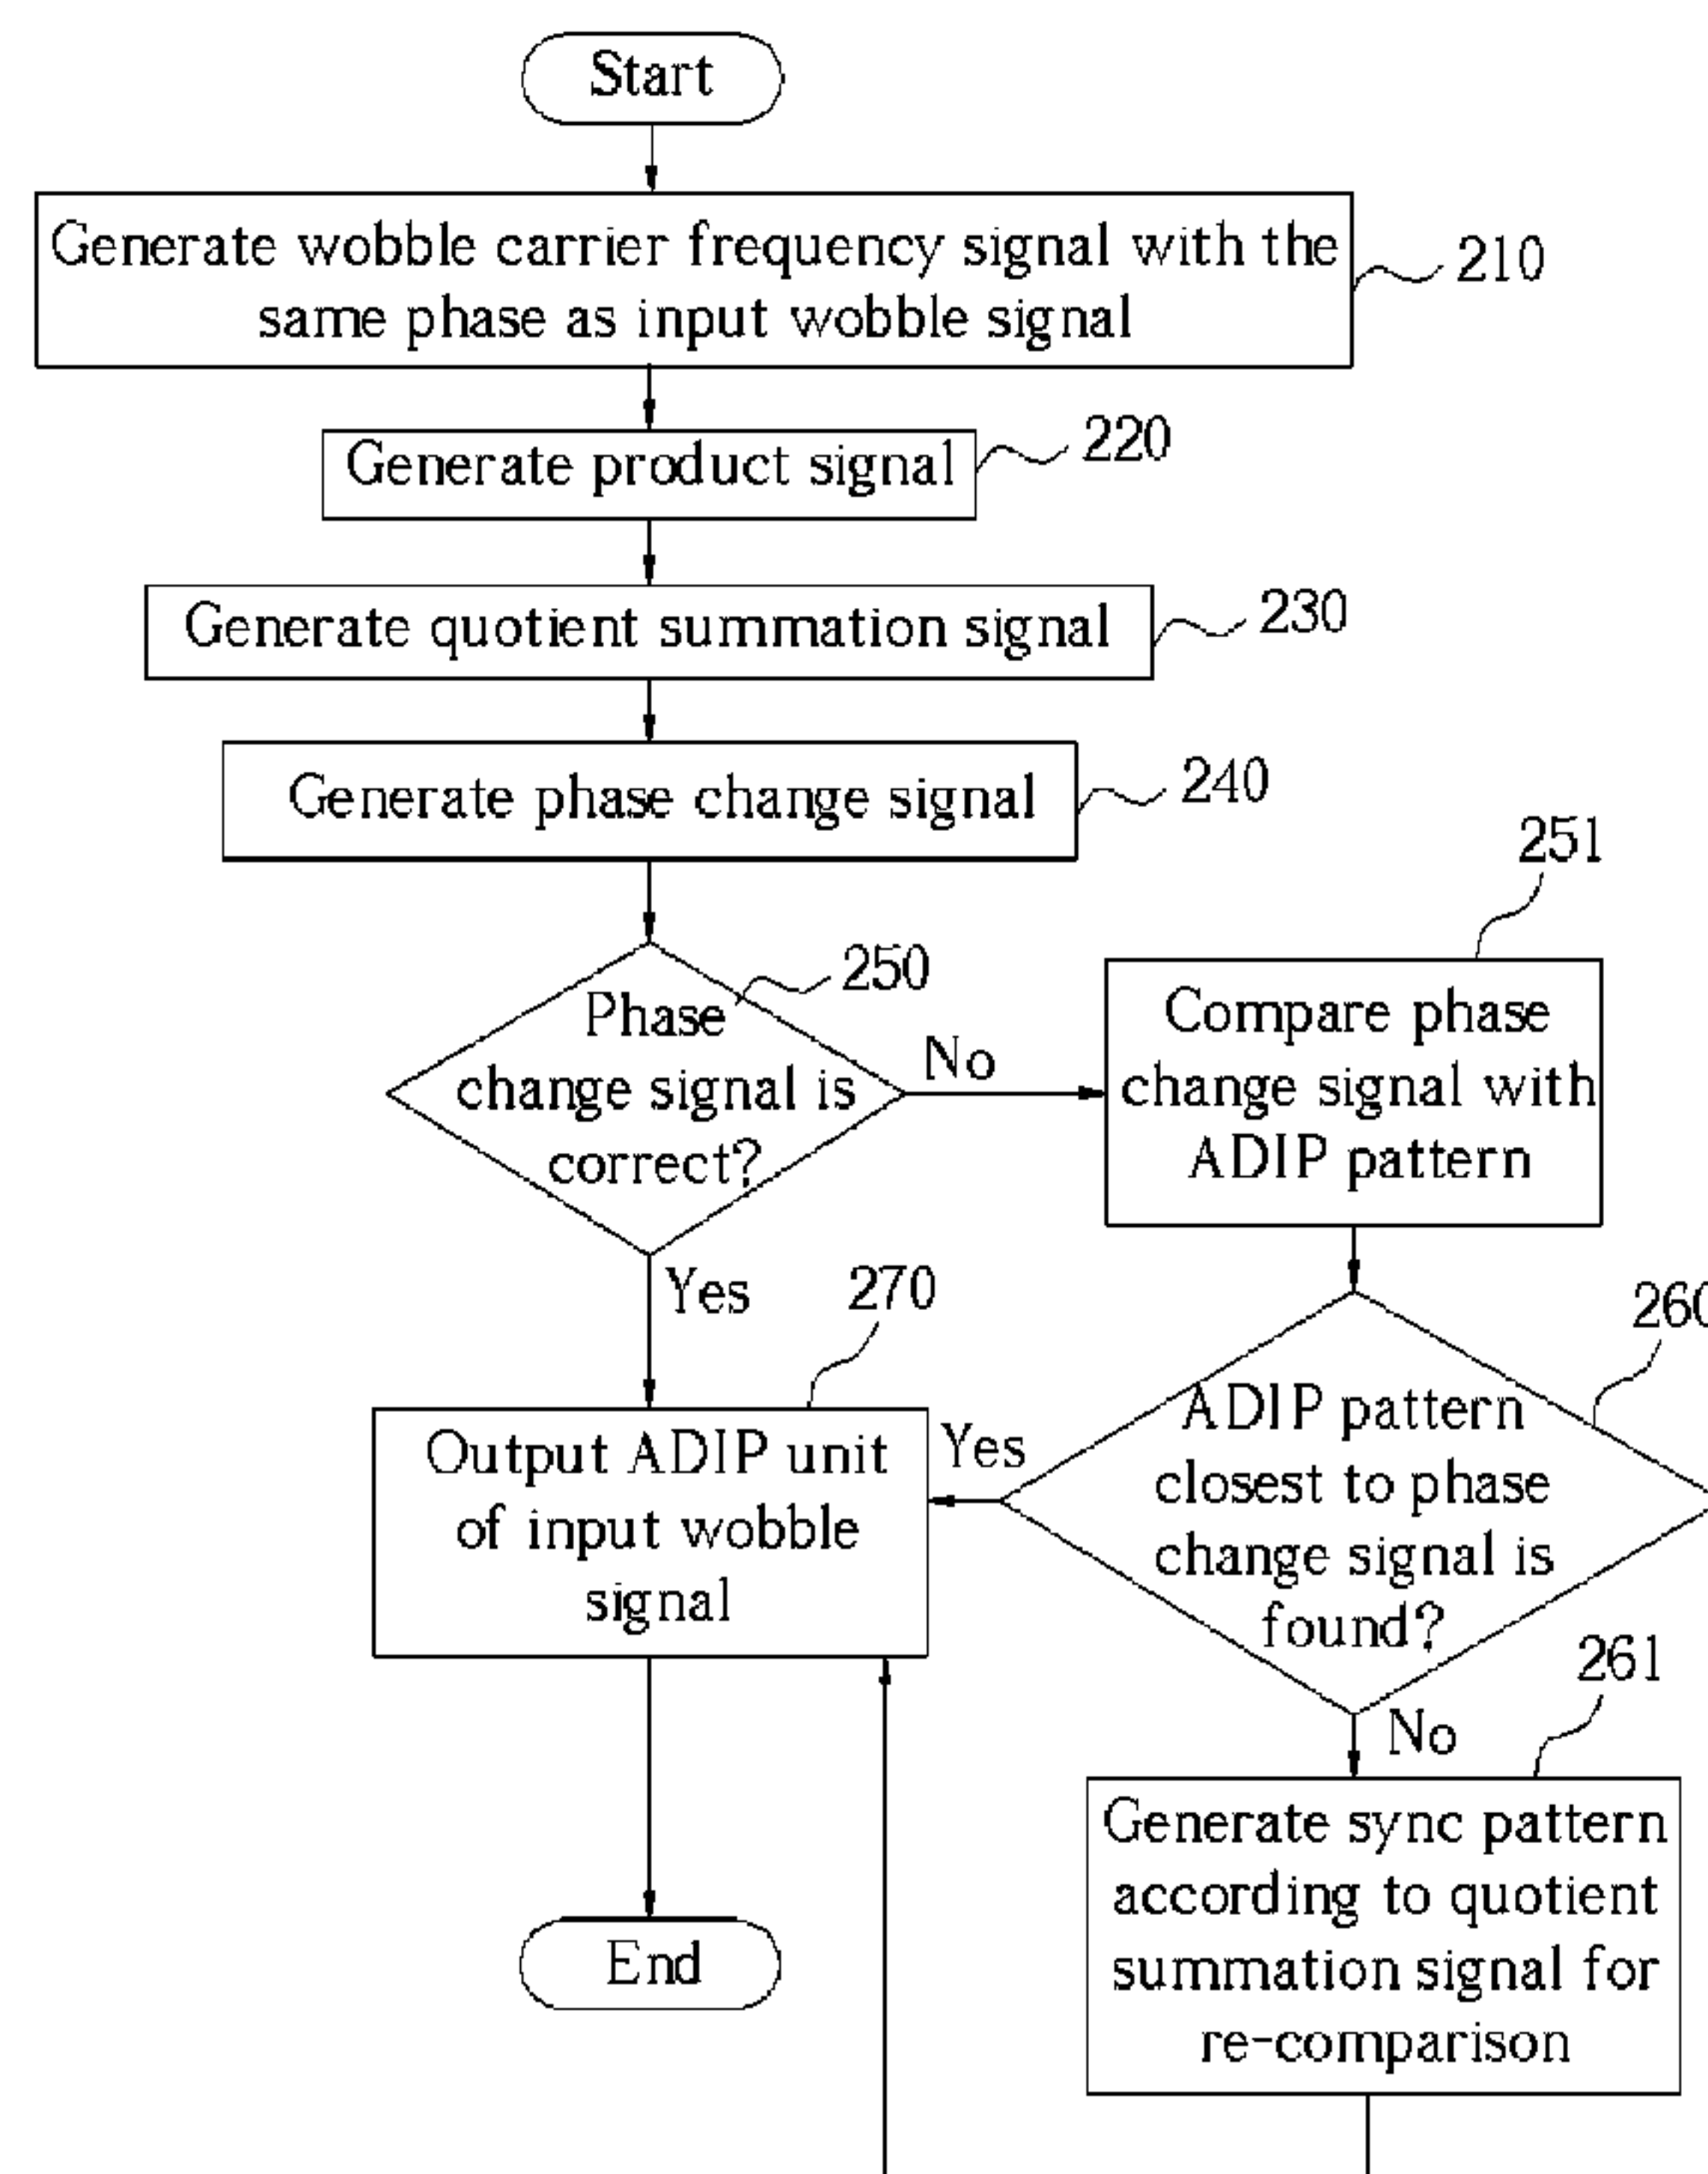 Start
Generate wobble carrier frequency signal with the
same phase as input wobble signal
210
Generate product signal
220
Generate quotient summation signal
230
Generate phase change signal
240
250
Phase
change signal is
correct?
No
Yes
251
Compare phase
change signal with
ADIP pattern
260
ADIP pattern
closest to phase
change signal is
found?
Yes
No
270
Output ADIP unit
of input wobble
signal
261
Generate sync pattern
according to quotient
summation signal for
re-comparison
End